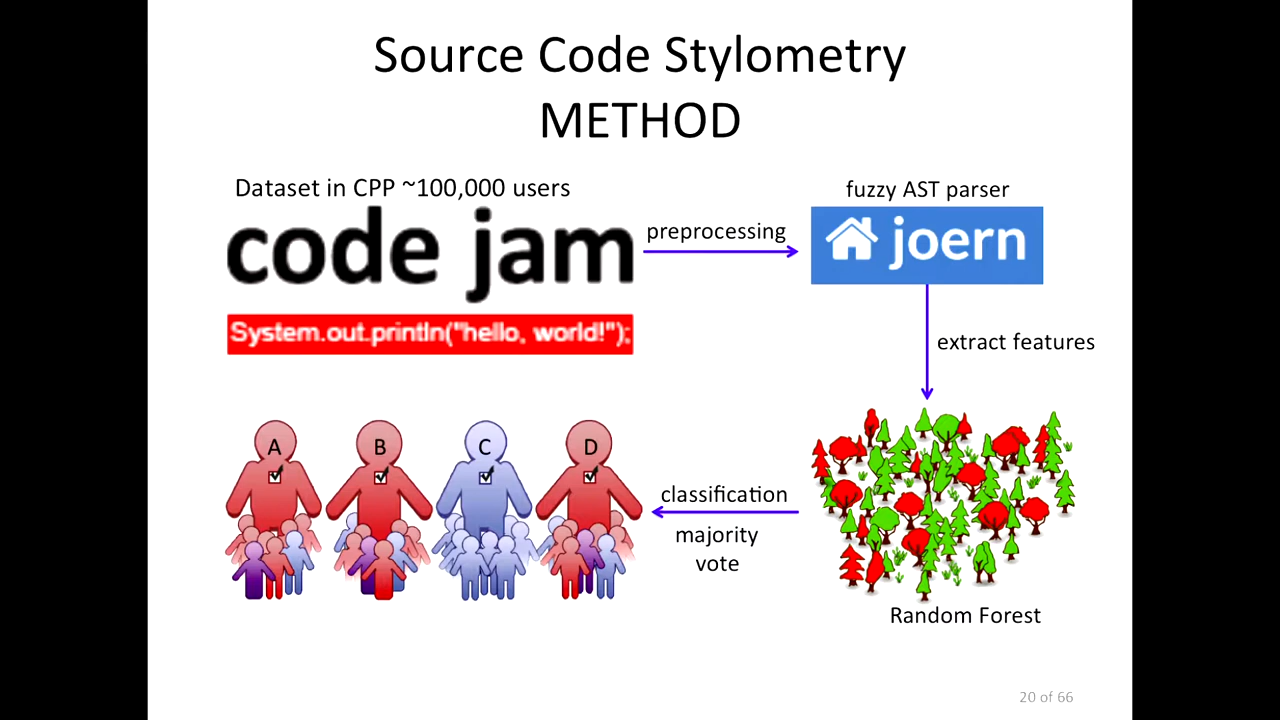 Source Code Stylometry
METHOD
Dataset in CPP ~100,000 users
code jam
System.out.println("hello, world!");
preprocessing
fuzzy AST parser
joern
extract features
Random Forest
classification
majority
vote
A
B
C
D
20 of 66